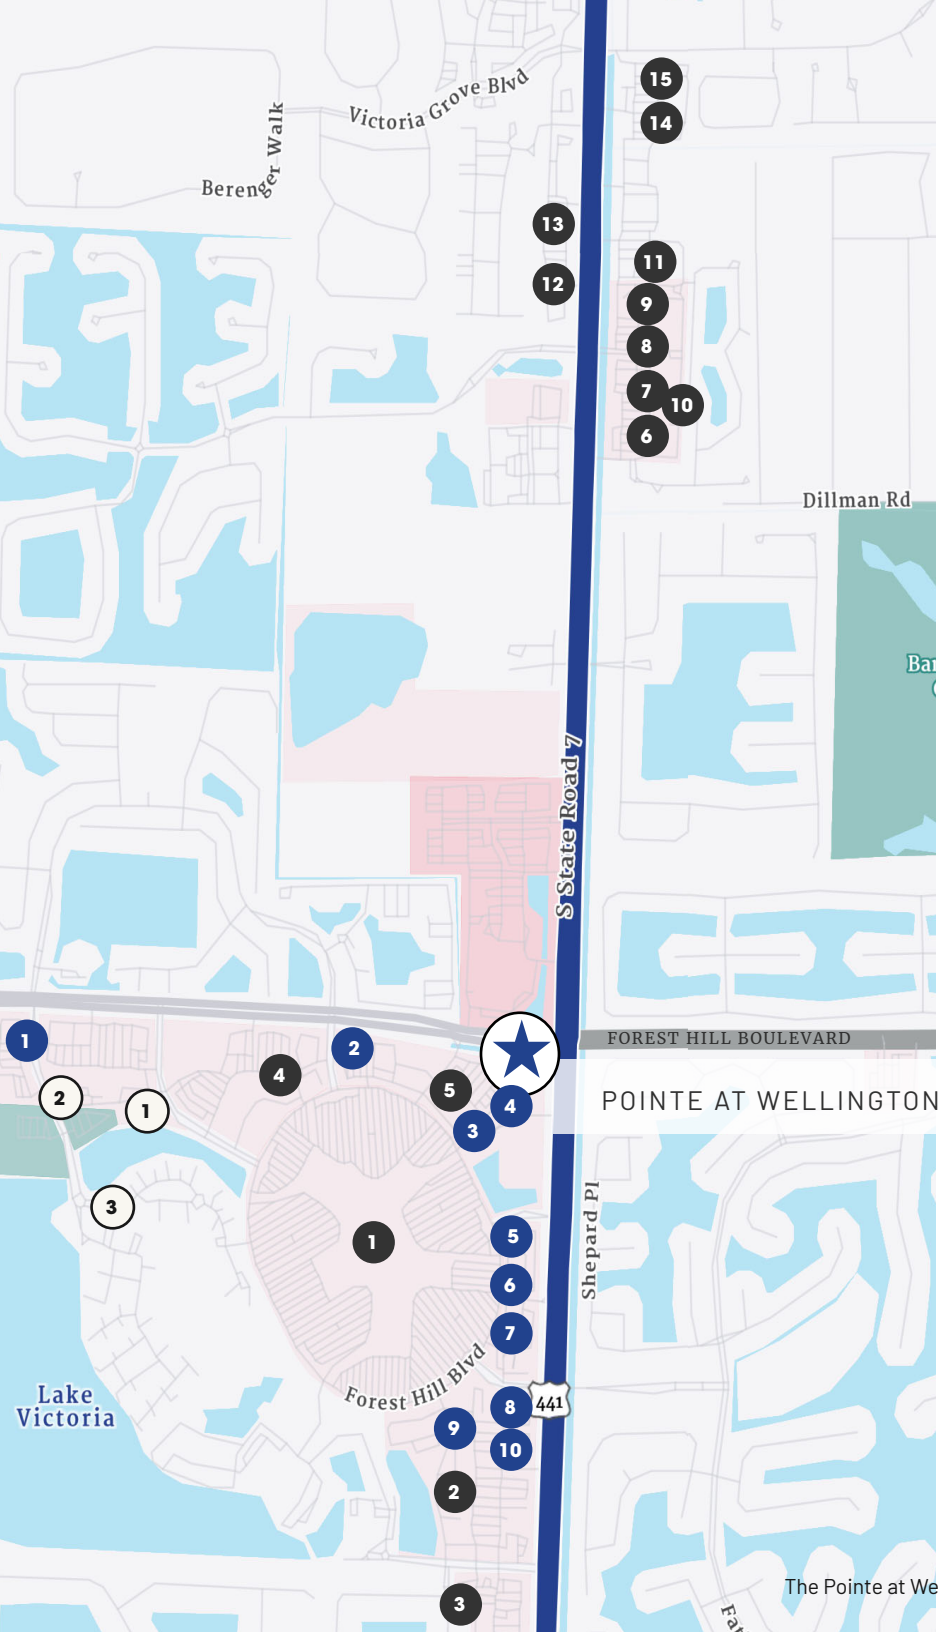 15
Victoria Grove Blvd
14
Berenger Walk
13
11
12
9
8
7
10
6
Dillman Rd
Bar
S State Road 7
FOREST HILL BOULEVARD
1
2
4
5
2
1
4
3
POINTE AT WELLINGTON
3
1
5
Shepard Pl
6
7
Forest Hill Blvd
Lake
Victoria
8
441
9
10
2
The Pointe at We
3
Fat